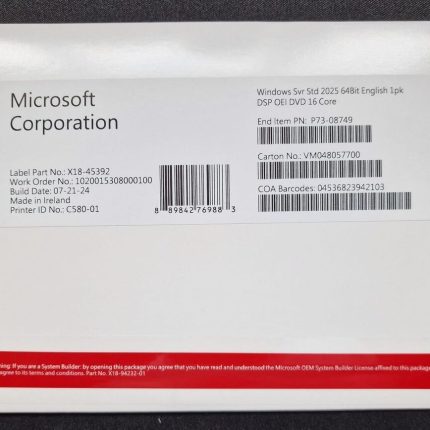 Microsoft
Corporation
Windows Svr Std 2025 64Bit English 1pk
DSP OEI DVD 16 Core
End Item PN: P73-08749
Carton No.: VM048057700
COA Barcodes: 04536823942103
Label Part No.: X18-45392
Work Order No.: 1020015308000100
Build Date: 07-21-24
Made in Ireland
Printer ID No.: C580-01
8 89842 76988 3
ning: If you are a System Builder: by opening this package you agree that you have read and understood the Microsoft OEM System Builder License affixed to this package
agree to its terms and conditions. Part No. X18-94232-01